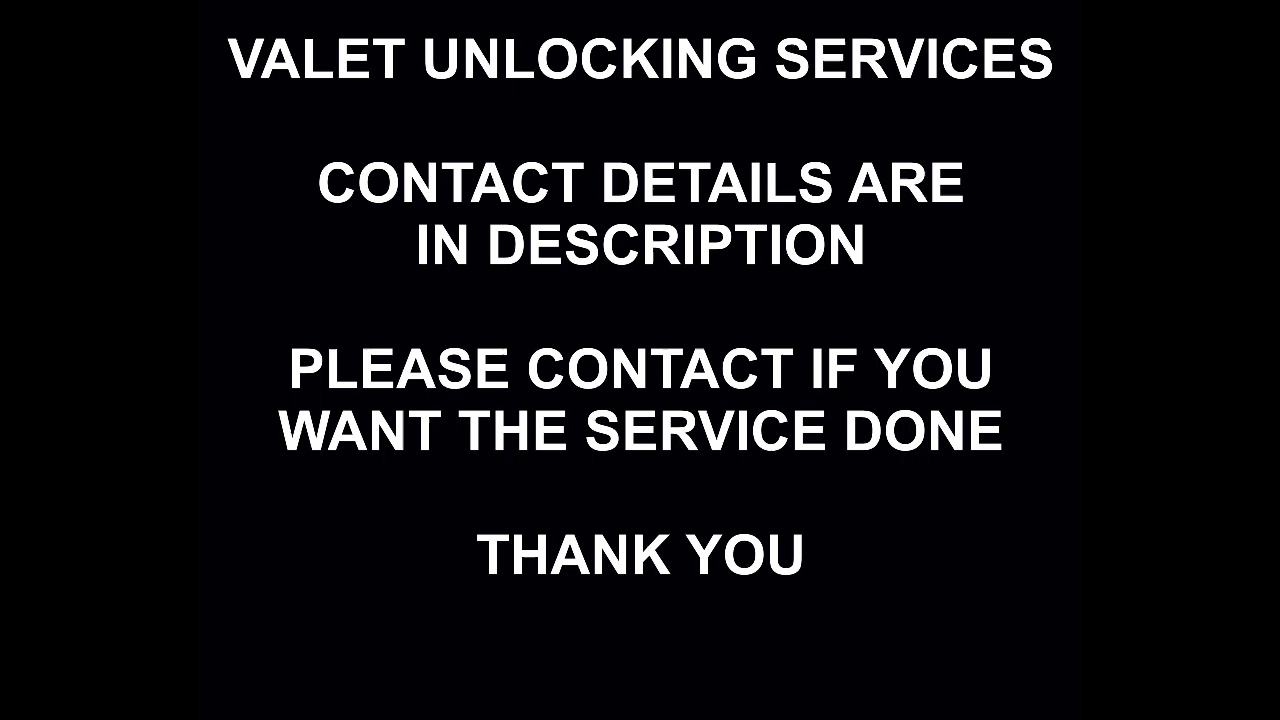 VALET UNLOCKING SERVICES
CONTACT DETAILS ARE
IN DESCRIPTION
PLEASE CONTACT IF YOU
WANT THE SERVICE DONE
THANK YOU